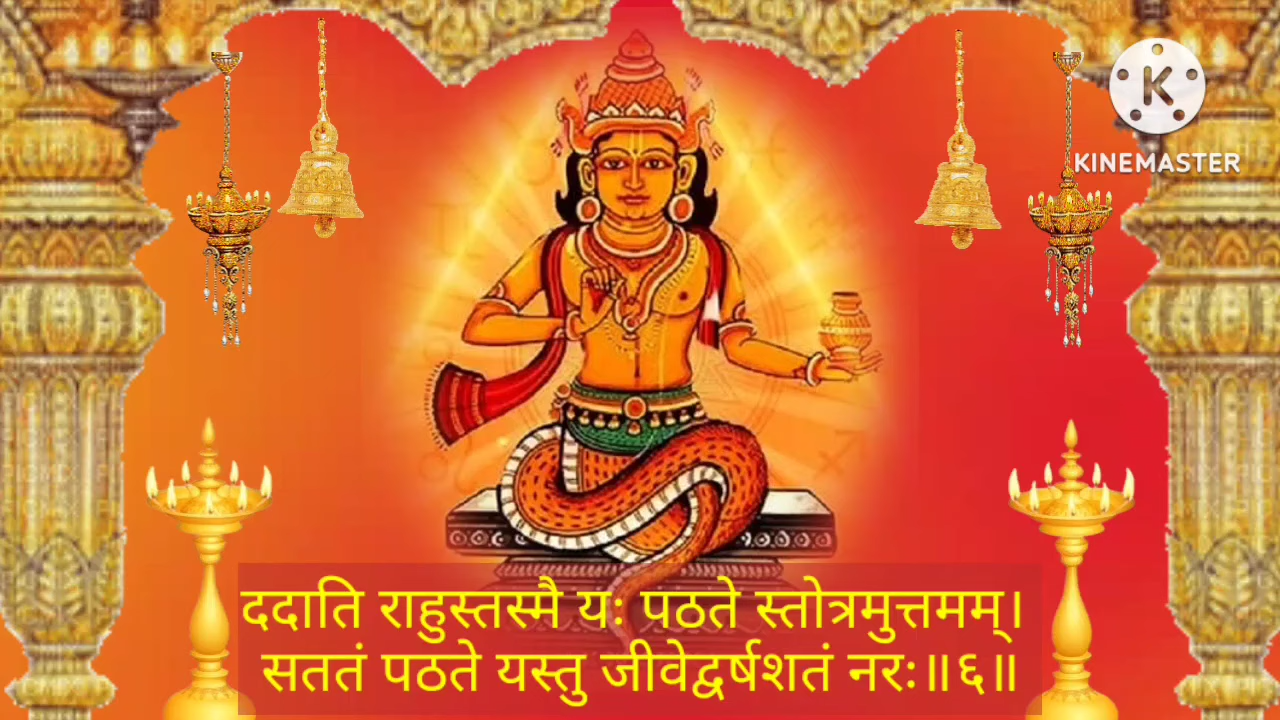 KINEMASTER
ददाति राहुस्तस्मै यः पठते स्तोत्रमुत्तमम्।
सततं पठते यस्तु जीवेद्वर्षशतं नरः॥६॥